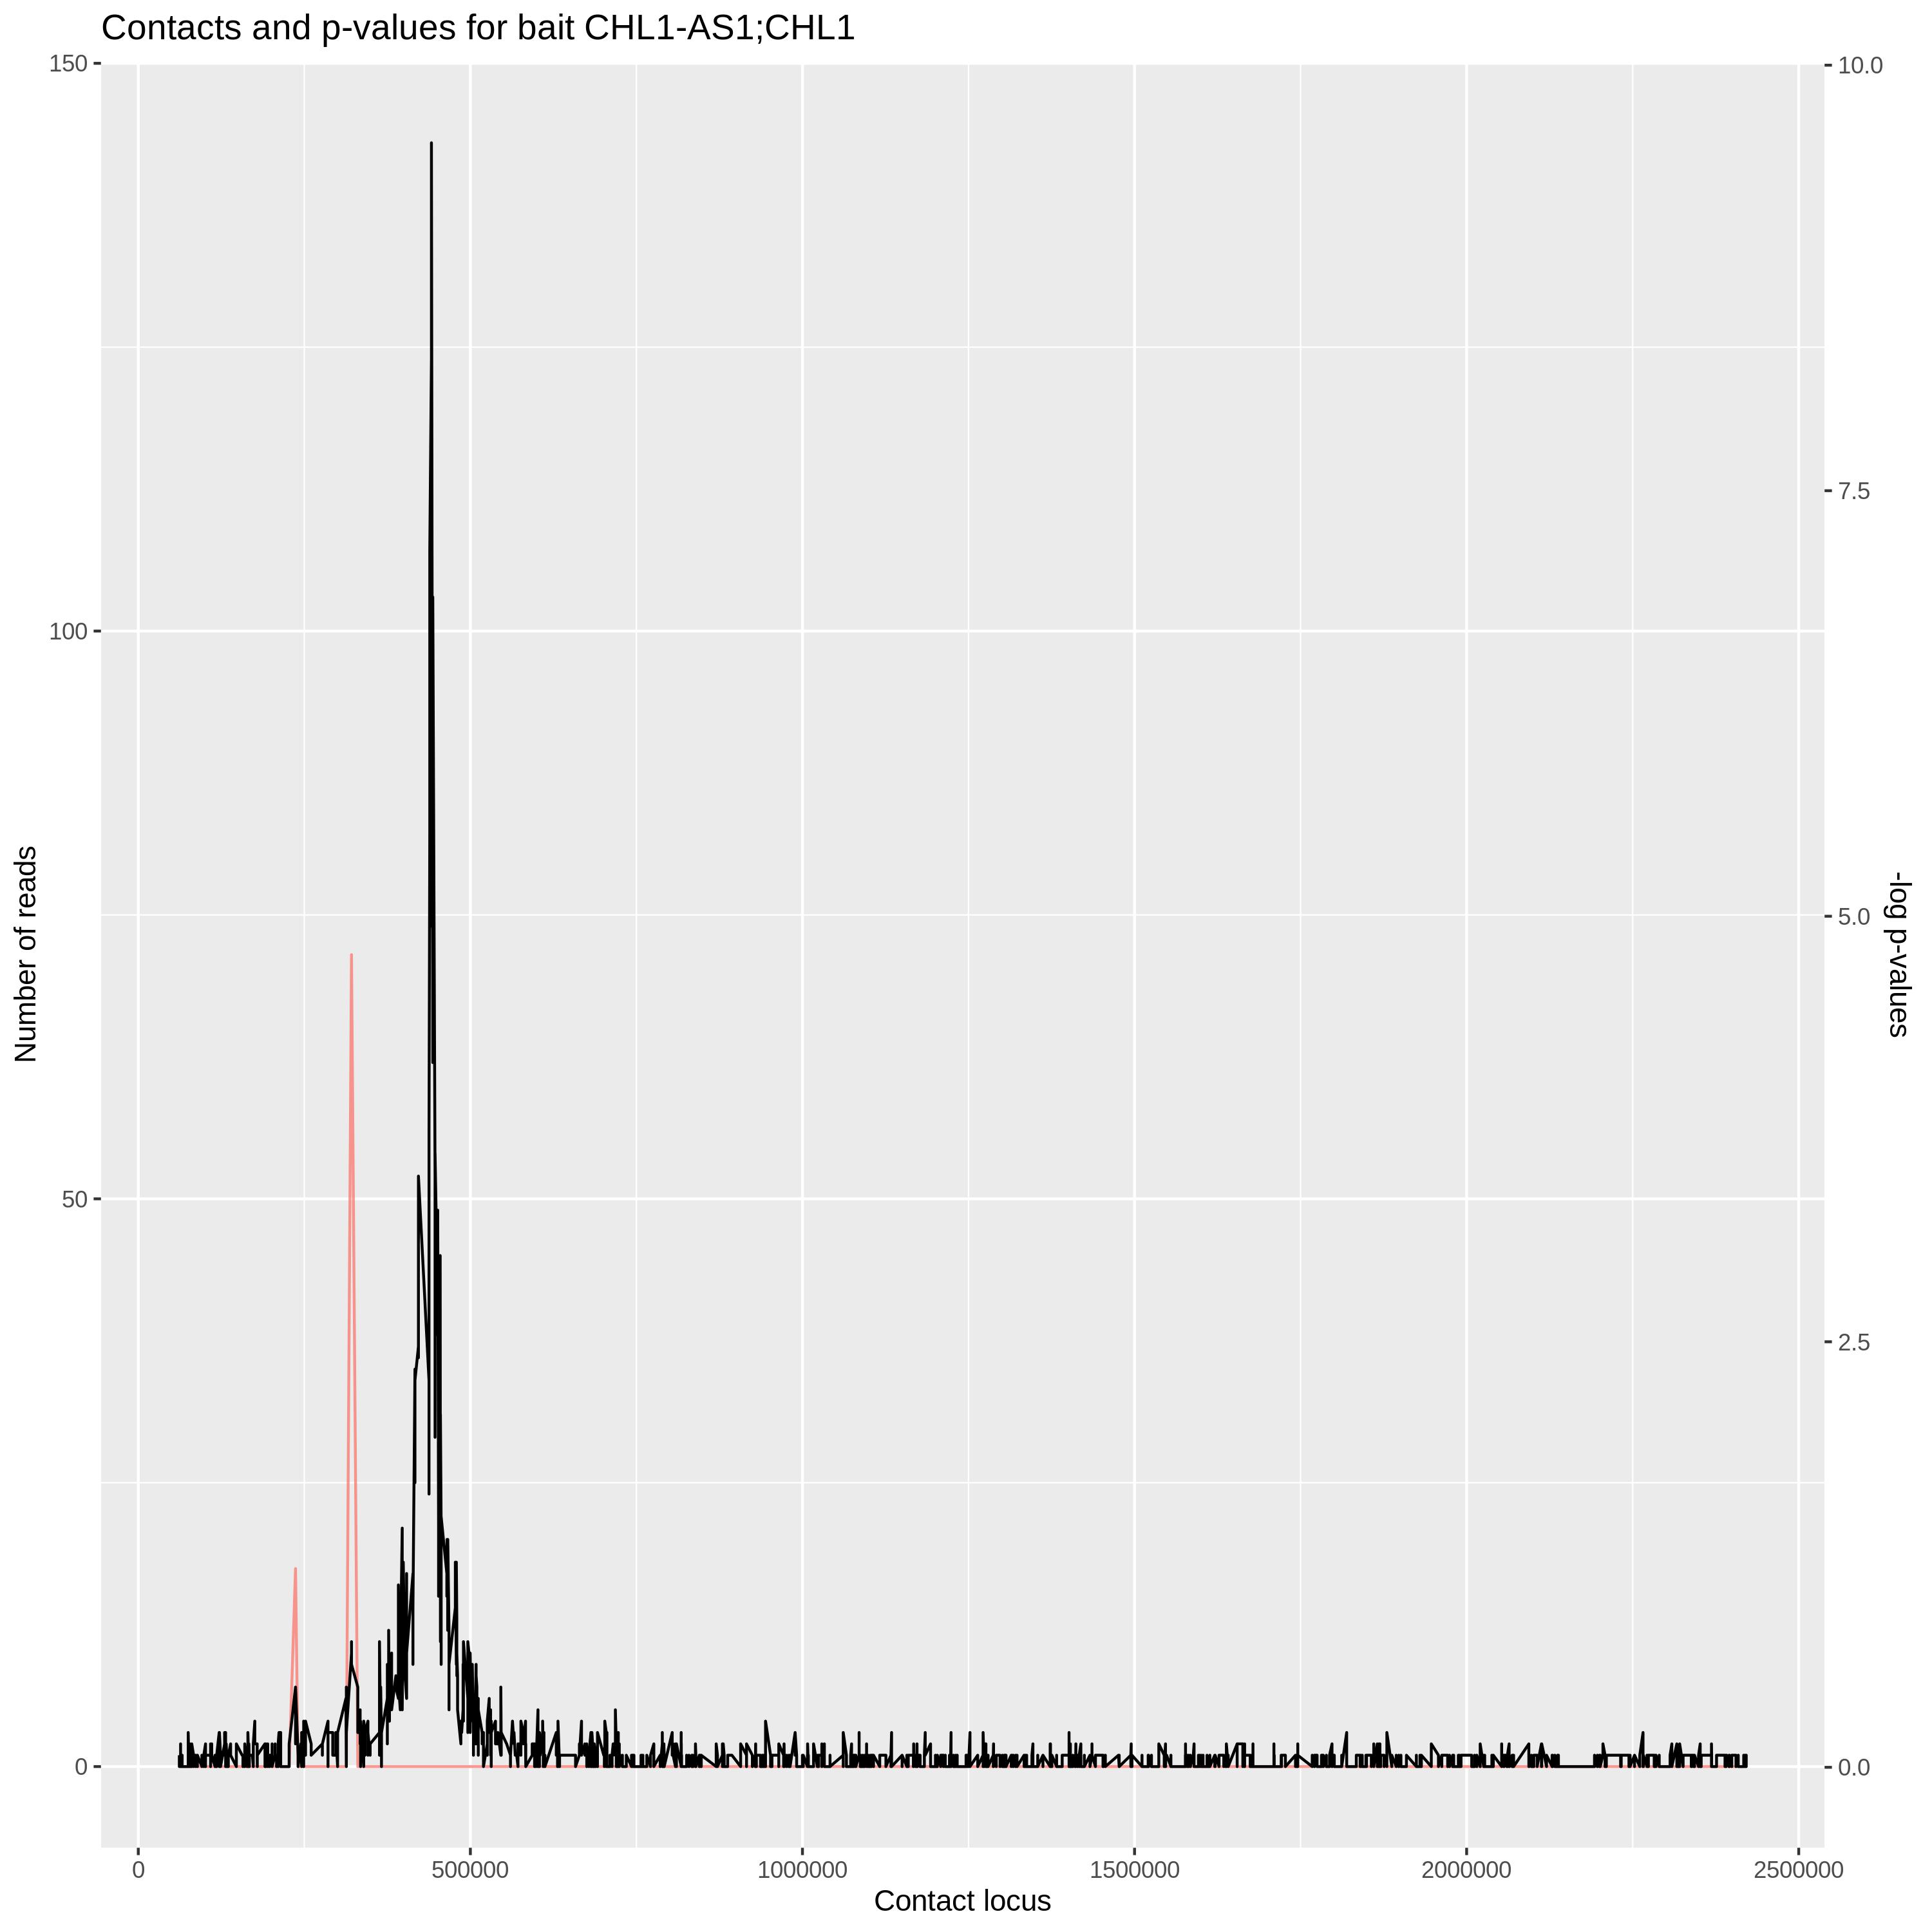 Contacts and p-values for bait CHL1-AS1;CHL1
150
100
50
0
Number of reads
10.0
7.5
5.0
2.5
0.0
-log p-values
0 500000 1000000 1500000 2000000 2500000
Contact locus